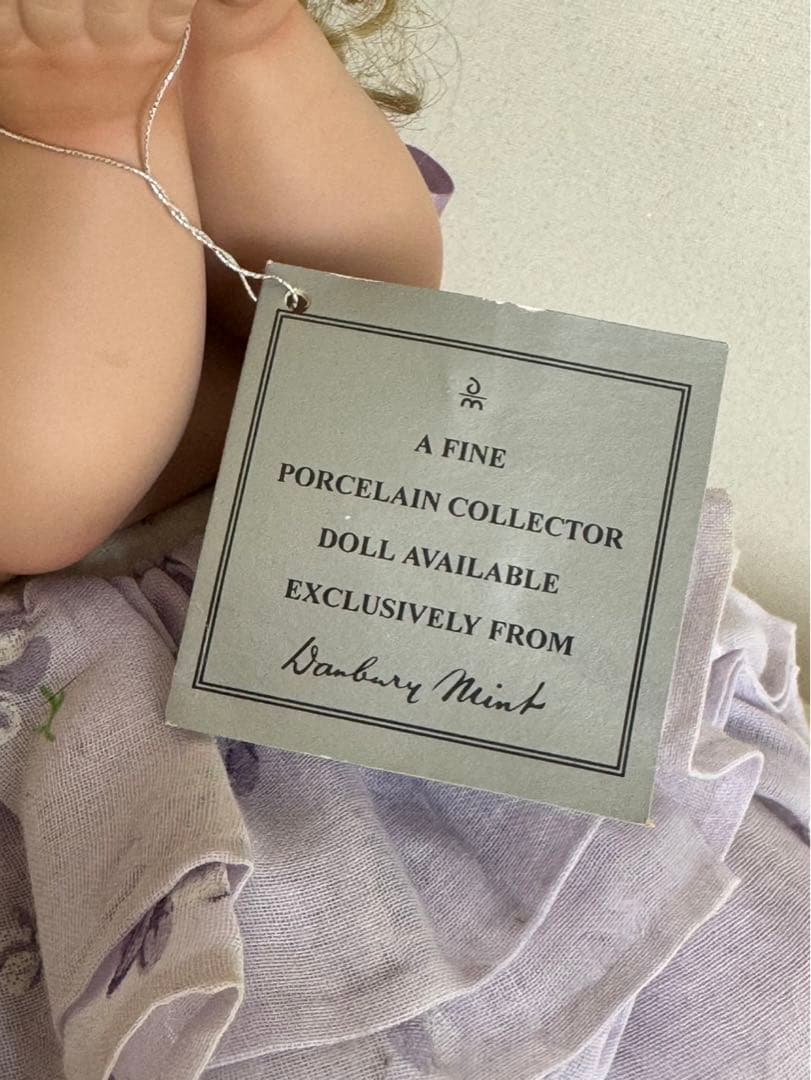 A FINE
PORCELAIN COLLECTOR
DOLL AVAILABLE
EXCLUSIVELY FROM
Danbury Mint